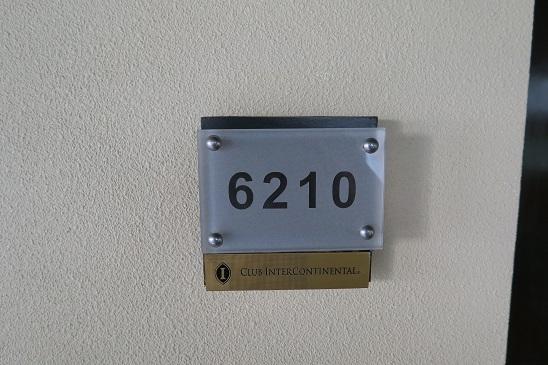 6210
I CLUB INTERCONTINENTAL®